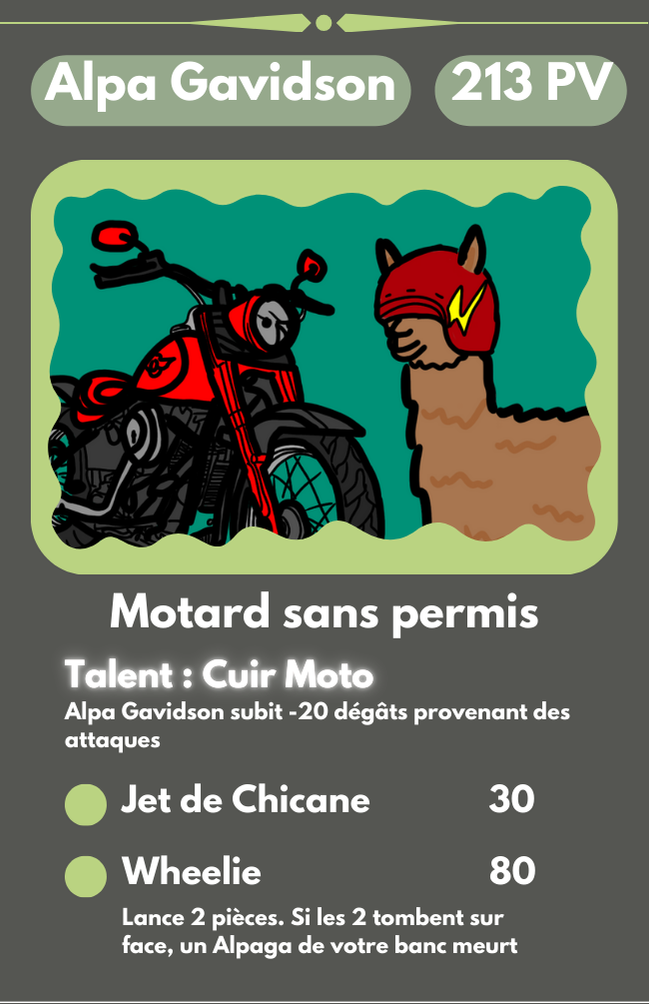 Alpa Gavidson
213 PV
Motard sans permis
Talent : Cuir Moto
Alpa Gavidson subit -20 dégâts provenant des
attaques
Jet de Chicane 30
Wheelie 80
Lance 2 pièces. Si les 2 tombent sur
face, un Alpaga de votre banc meurt